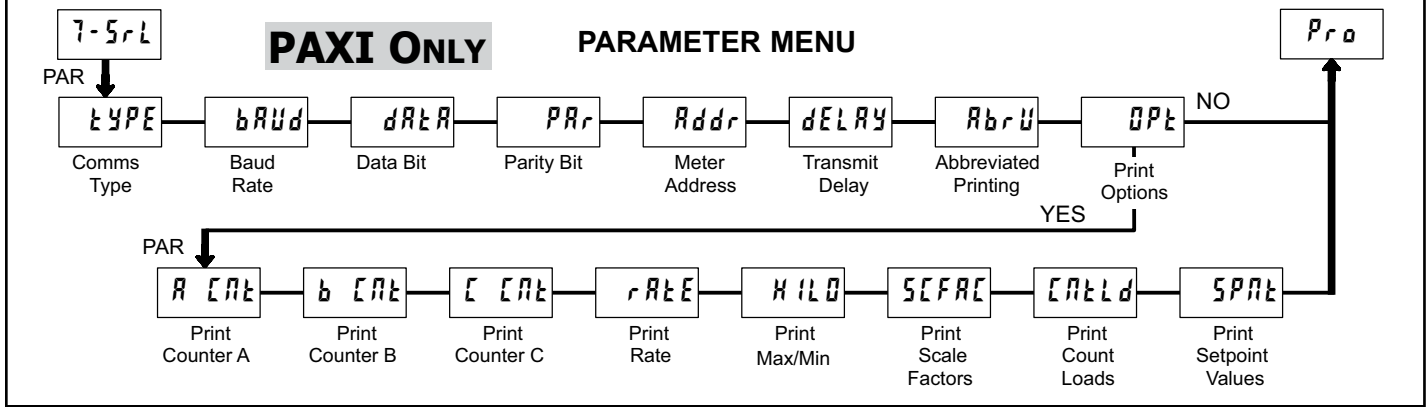 7-SrL
PAXI ONLY
PARAMETER MENU
Pro
PAR
tYPE bAUd dAtA PAr Addr dELAY AbrV OPt NO
Comms Type
Baud Rate
Data Bit
Parity Bit
Meter Address
Transmit Delay
Abbreviated Printing
Print Options
YES
PAR
A CNt b CNt C CNt rAtE HILO SCFAC CNtLd SPNt
Print Counter A
Print Counter B
Print Counter C
Print Rate
Print Max/Min
Print Scale Factors
Print Count Loads
Print Setpoint Values